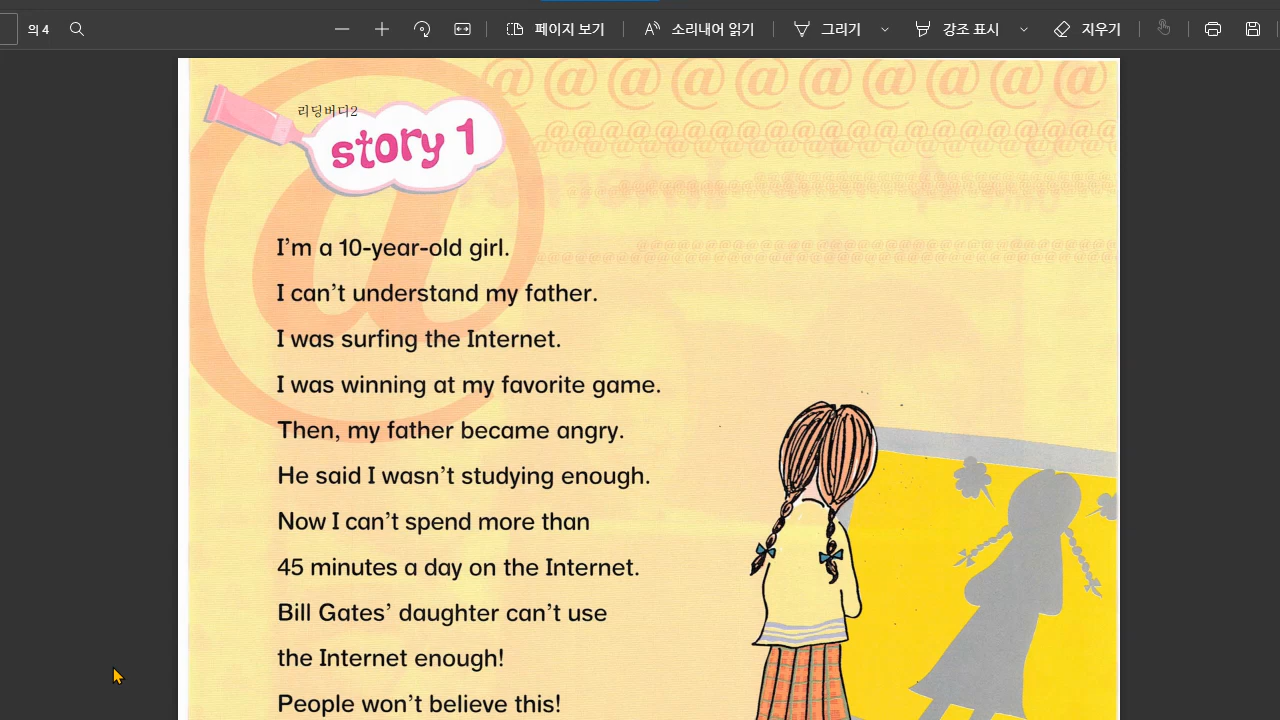 의 4
페이지 보기
소리내어 읽기
그리기
강조 표시
지우기
리딩버디2
story 1
I'm a 10-year-old girl.
I can't understand my father.
I was surfing the Internet.
I was winning at my favorite game.
Then, my father became angry.
He said I wasn't studying enough.
Now I can't spend more than
45 minutes a day on the Internet.
Bill Gates' daughter can't use
the Internet enough!
People won't believe this!